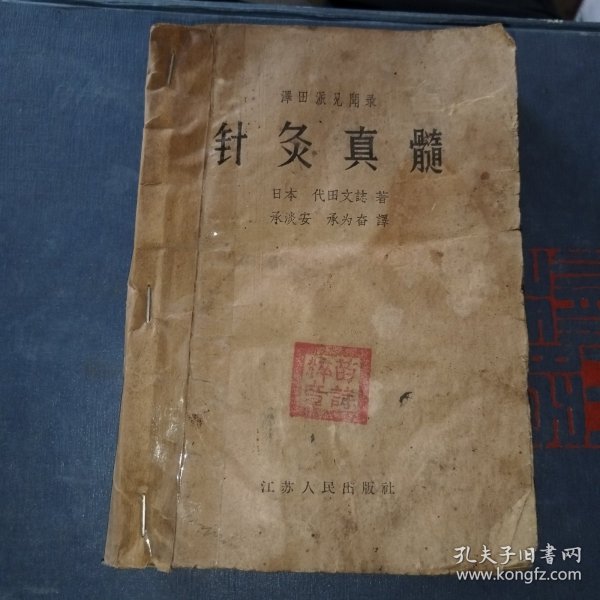 澤田派見聞录
针灸真髓
日本 代田文誌 著
承淡安 承为奋 譯
江苏人民出版社
孔夫子旧書网
www.kongfz.com